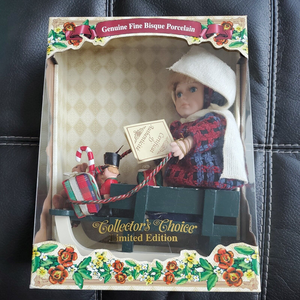 Genuine Fine Bisque Porcelain
Collector's Choice
Limited Edition